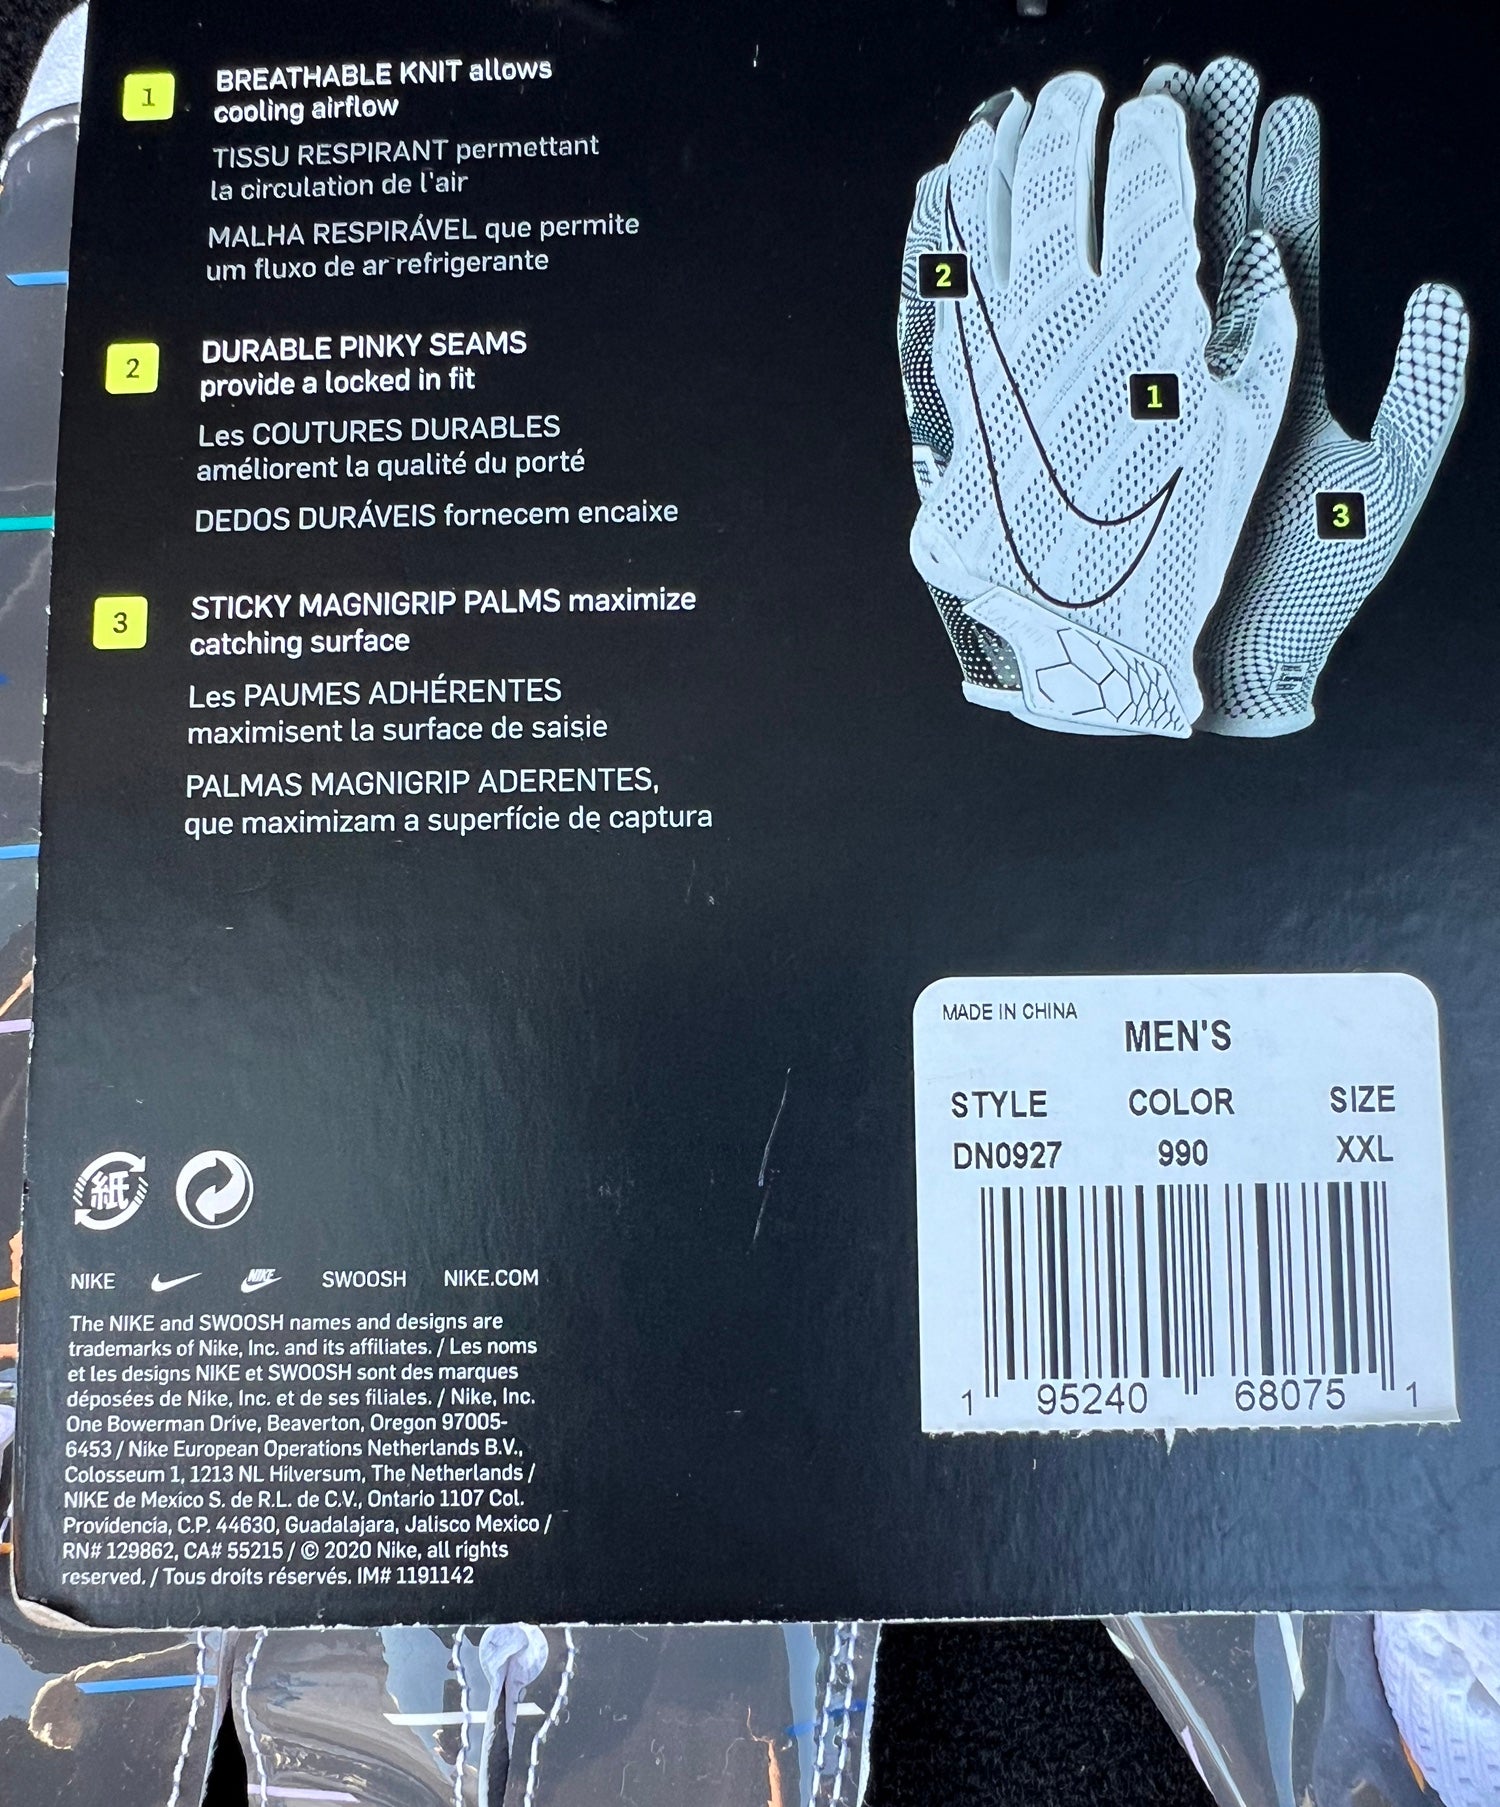 1
BREATHABLE KNIT allows
cooling airflow
TISSU RESPIRANT permettant
la circulation de l'air
MALHA RESPIRÁVEL que permite
um fluxo de ar refrigerante
2
DURABLE PINKY SEAMS
provide a locked in fit
Les COUTURES DURABLES
améliorent la qualité du porté
DEDOS DURÁVEIS fornecem encaixe
3
STICKY MAGNIGRIP PALMS maximize
catching surface
Les PAUMES ADHÉRENTES
maximisent la surface de saisie
PALMAS MAGNIGRIP ADERENTES,
que maximizam a superfície de captura
2
1
3
MADE IN CHINA
MEN'S
STYLE COLOR SIZE
DN0927 990 XXL
1 95240 68075 1
紙
NIKE NIKE SWOOSH NIKE.COM
The NIKE and SWOOSH names and designs are
trademarks of Nike, Inc. and its affiliates. / Les noms
et les designs NIKE et SWOOSH sont des marques
déposées de Nike, Inc. et de ses filiales. / Nike, Inc.
One Bowerman Drive, Beaverton, Oregon 97005-
6453 / Nike European Operations Netherlands B.V.,
Colosseum 1, 1213 NL Hilversum, The Netherlands /
NIKE de Mexico S. de R.L. de C.V., Ontario 1107 Col.
Providencia, C.P. 44630, Guadalajara, Jalisco Mexico /
RN# 129862, CA# 55215 / © 2020 Nike, all rights
reserved. / Tous droits réservés. IM# 1191142